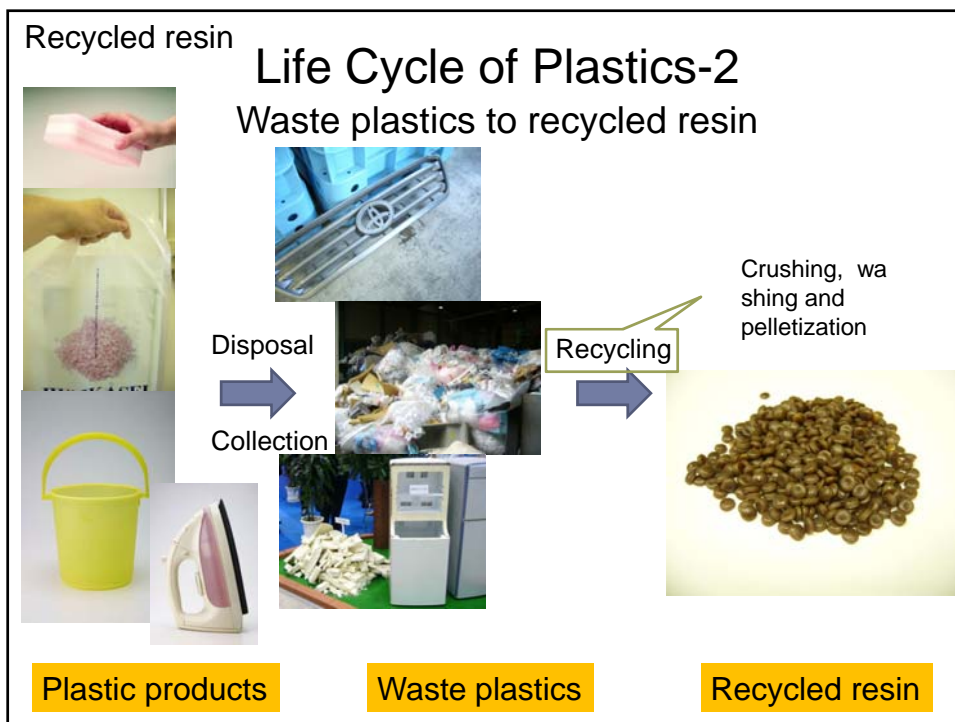 Recycled resin
Life Cycle of Plastics-2
Waste plastics to recycled resin
Disposal
Collection
Recycling
Crushing, wa
shing and
pelletization
Plastic products
Waste plastics
Recycled resin